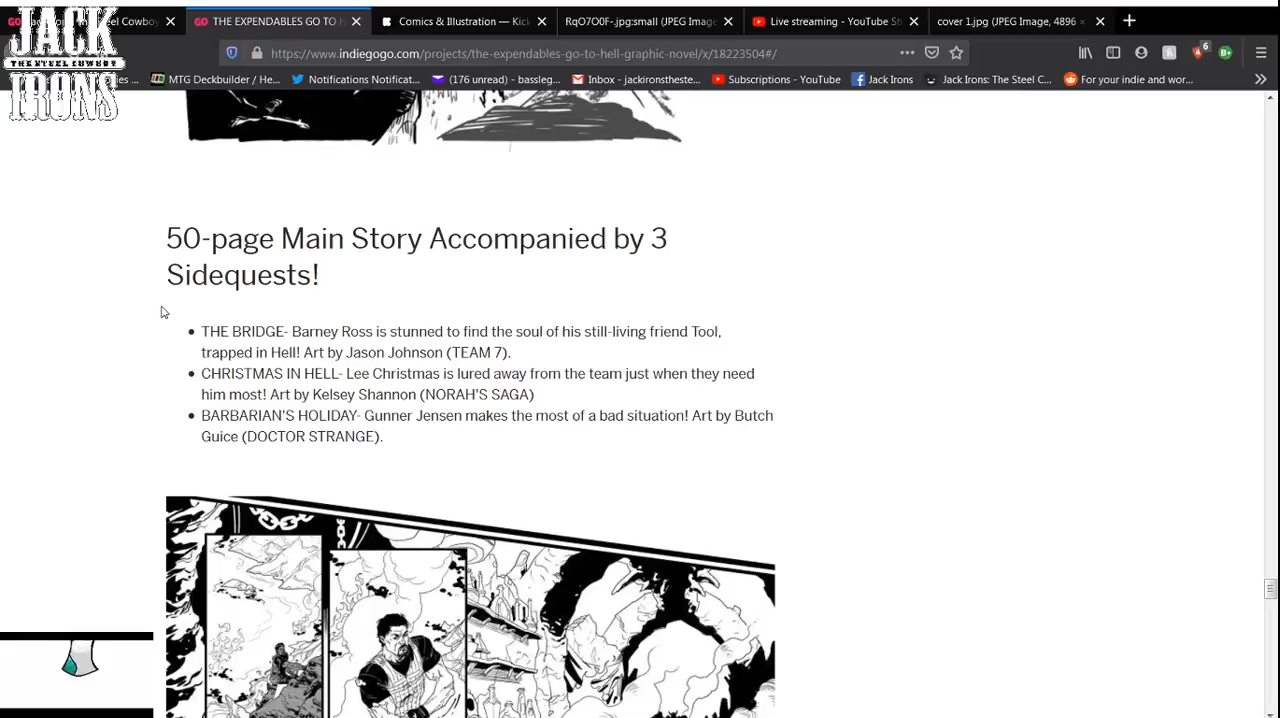 JACK
THE STEEL COWBOY
IRONS
Steel Cowboy
GO THE EXPENDABLES GO TO H
Comics & Illustration — Kick
RqO7O0F-.jpg:small (JPEG Imag
Live streaming - YouTube St
cover 1.jpg (JPEG Image, 4896 ×
https://www.indiegogo.com/projects/the-expendables-go-to-hell-graphic-novel/x/18223504#/
6
B+
MTG Deckbuilder / He...
Notifications Notificat...
(176 unread) - bassleg...
Inbox - jackironstheste...
Subscriptions - YouTube
Jack Irons
Jack Irons: The Steel C...
For your indie and wor...
50-page Main Story Accompanied by 3
Sidequests!
• THE BRIDGE- Barney Ross is stunned to find the soul of his still-living friend Tool,
trapped in Hell! Art by Jason Johnson (TEAM 7).
• CHRISTMAS IN HELL- Lee Christmas is lured away from the team just when they need
him most! Art by Kelsey Shannon (NORAH'S SAGA)
• BARBARIAN'S HOLIDAY- Gunner Jensen makes the most of a bad situation! Art by Butch
Guice (DOCTOR STRANGE).